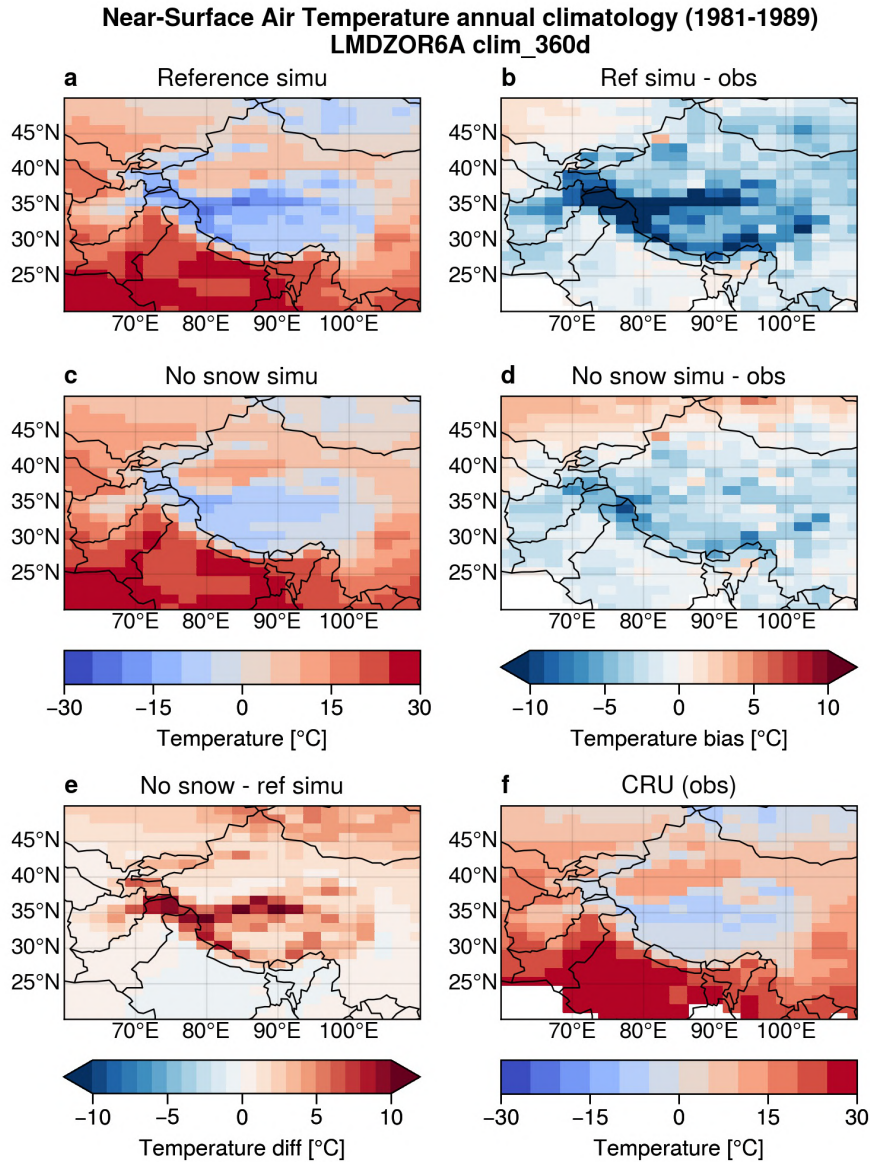 Near-Surface Air Temperature annual climatology (1981-1989)
LMDZOR6A clim_360d
a Reference simu
b Ref simu - obs
45°N
40°N
35°N
30°N
25°N
70°E 80°E 90°E 100°E
45°N
40°N
35°N
30°N
25°N
70°E 80°E 90°E 100°E
c No snow simu
d No snow simu - obs
45°N
40°N
35°N
30°N
25°N
70°E 80°E 90°E 100°E
45°N
40°N
35°N
30°N
25°N
70°E 80°E 90°E 100°E
−30 −15 0 15 30
Temperature [°C]
−10 −5 0 5 10
Temperature bias [°C]
e No snow - ref simu
f CRU (obs)
45°N
40°N
35°N
30°N
25°N
70°E 80°E 90°E 100°E
45°N
40°N
35°N
30°N
25°N
70°E 80°E 90°E 100°E
−10 −5 0 5 10
Temperature diff [°C]
−30 −15 0 15 30
Temperature [°C]